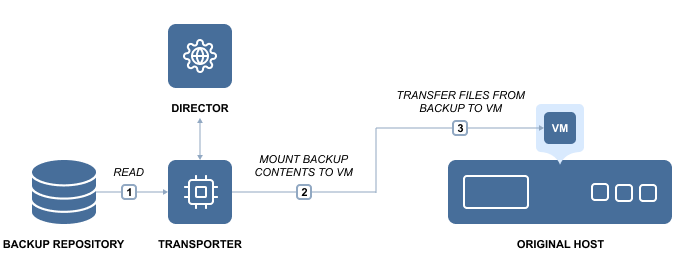 DIRECTOR
TRANSFER FILES FROM
BACKUP TO VM
3
VM
READ
1
MOUNT BACKUP
CONTENTS TO VM
2
BACKUP REPOSITORY
TRANSPORTER
ORIGINAL HOST